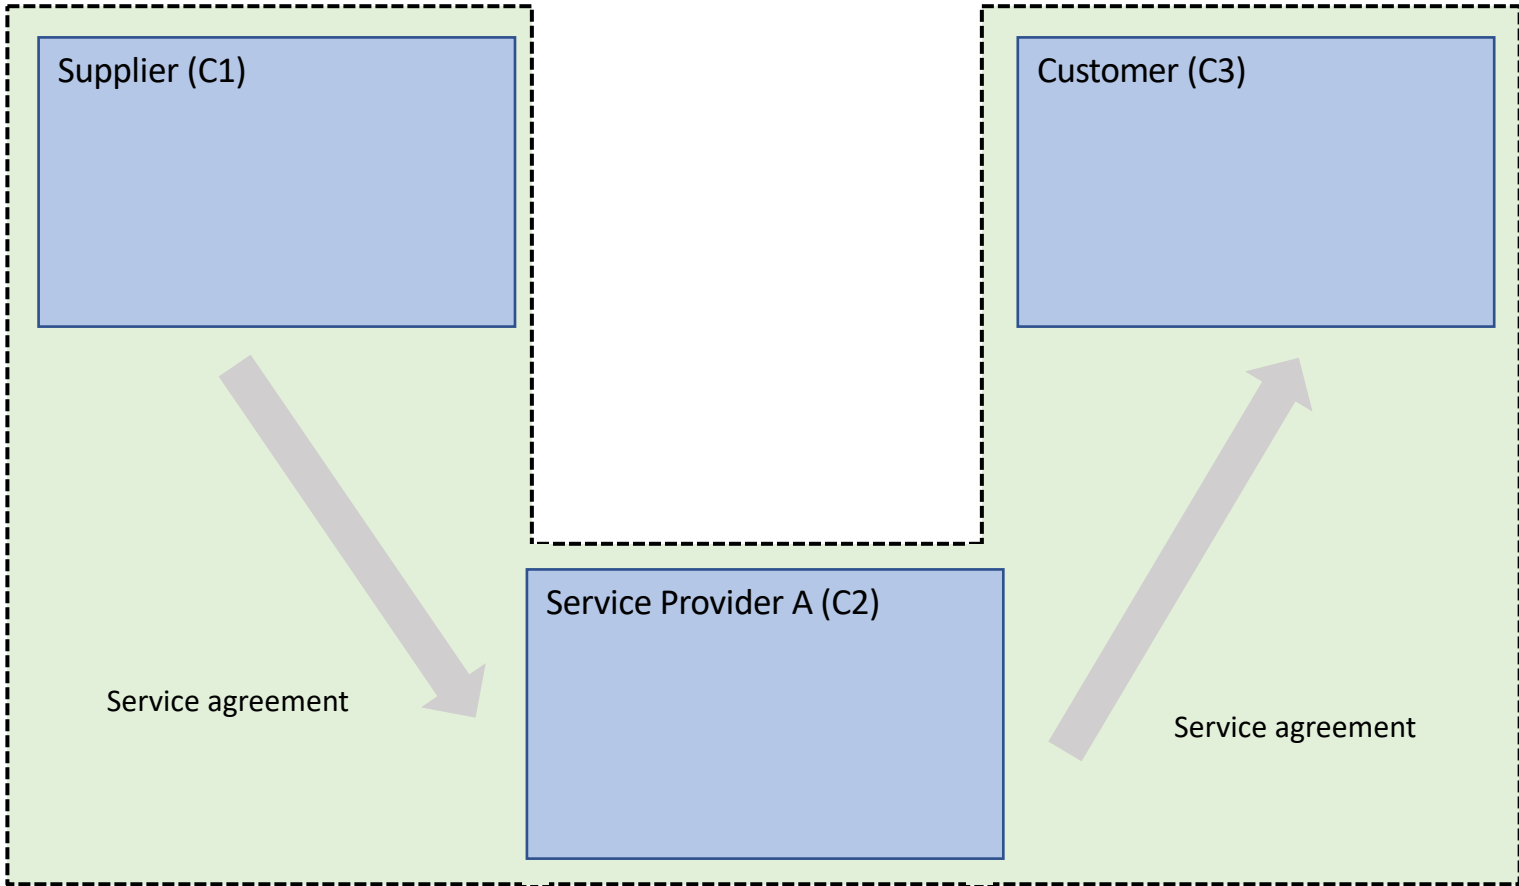 Supplier (C1)
Customer (C3)
Service Provider A (C2)
Service agreement
Service agreement